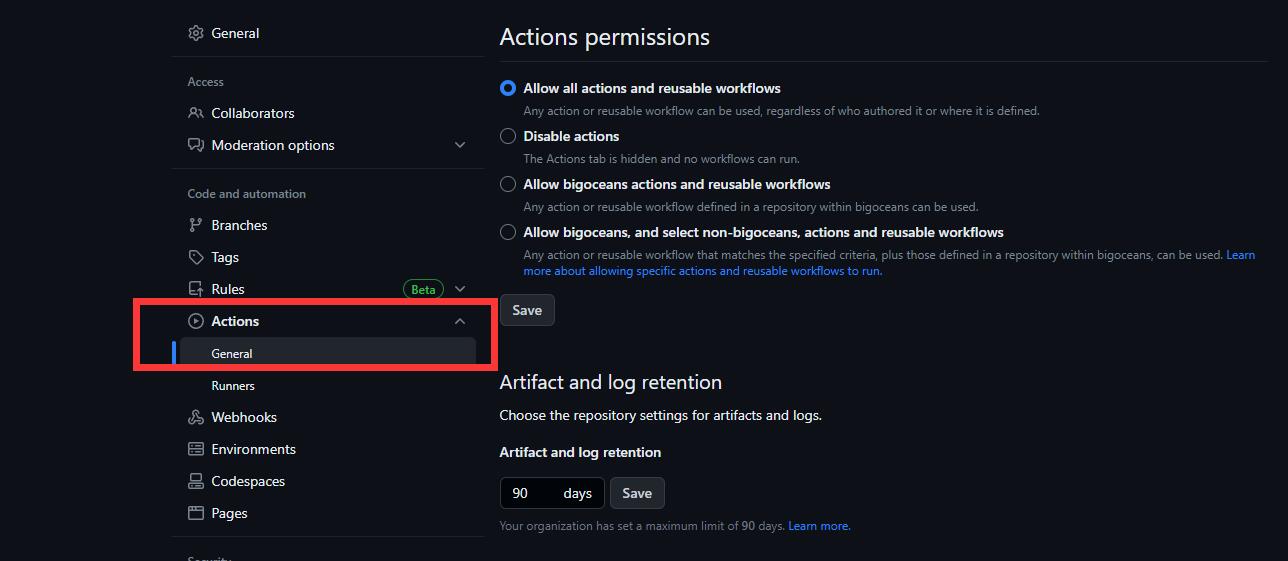 General
Access
Collaborators
Moderation options
Code and automation
Branches
Tags
Rules
Beta
Actions
General
Runners
Webhooks
Environments
Codespaces
Pages
Security
Actions permissions
Allow all actions and reusable workflows
Any action or reusable workflow can be used, regardless of who authored it or where it is defined.
Disable actions
The Actions tab is hidden and no workflows can run.
Allow bigoceans actions and reusable workflows
Any action or reusable workflow defined in a repository within bigoceans can be used.
Allow bigoceans, and select non-bigoceans, actions and reusable workflows
Any action or reusable workflow that matches the specified criteria, plus those defined in a repository within bigoceans, can be used. Learn
more about allowing specific actions and reusable workflows to run.
Save
Artifact and log retention
Choose the repository settings for artifacts and logs.
Artifact and log retention
90 days
Save
Your organization has set a maximum limit of 90 days. Learn more.